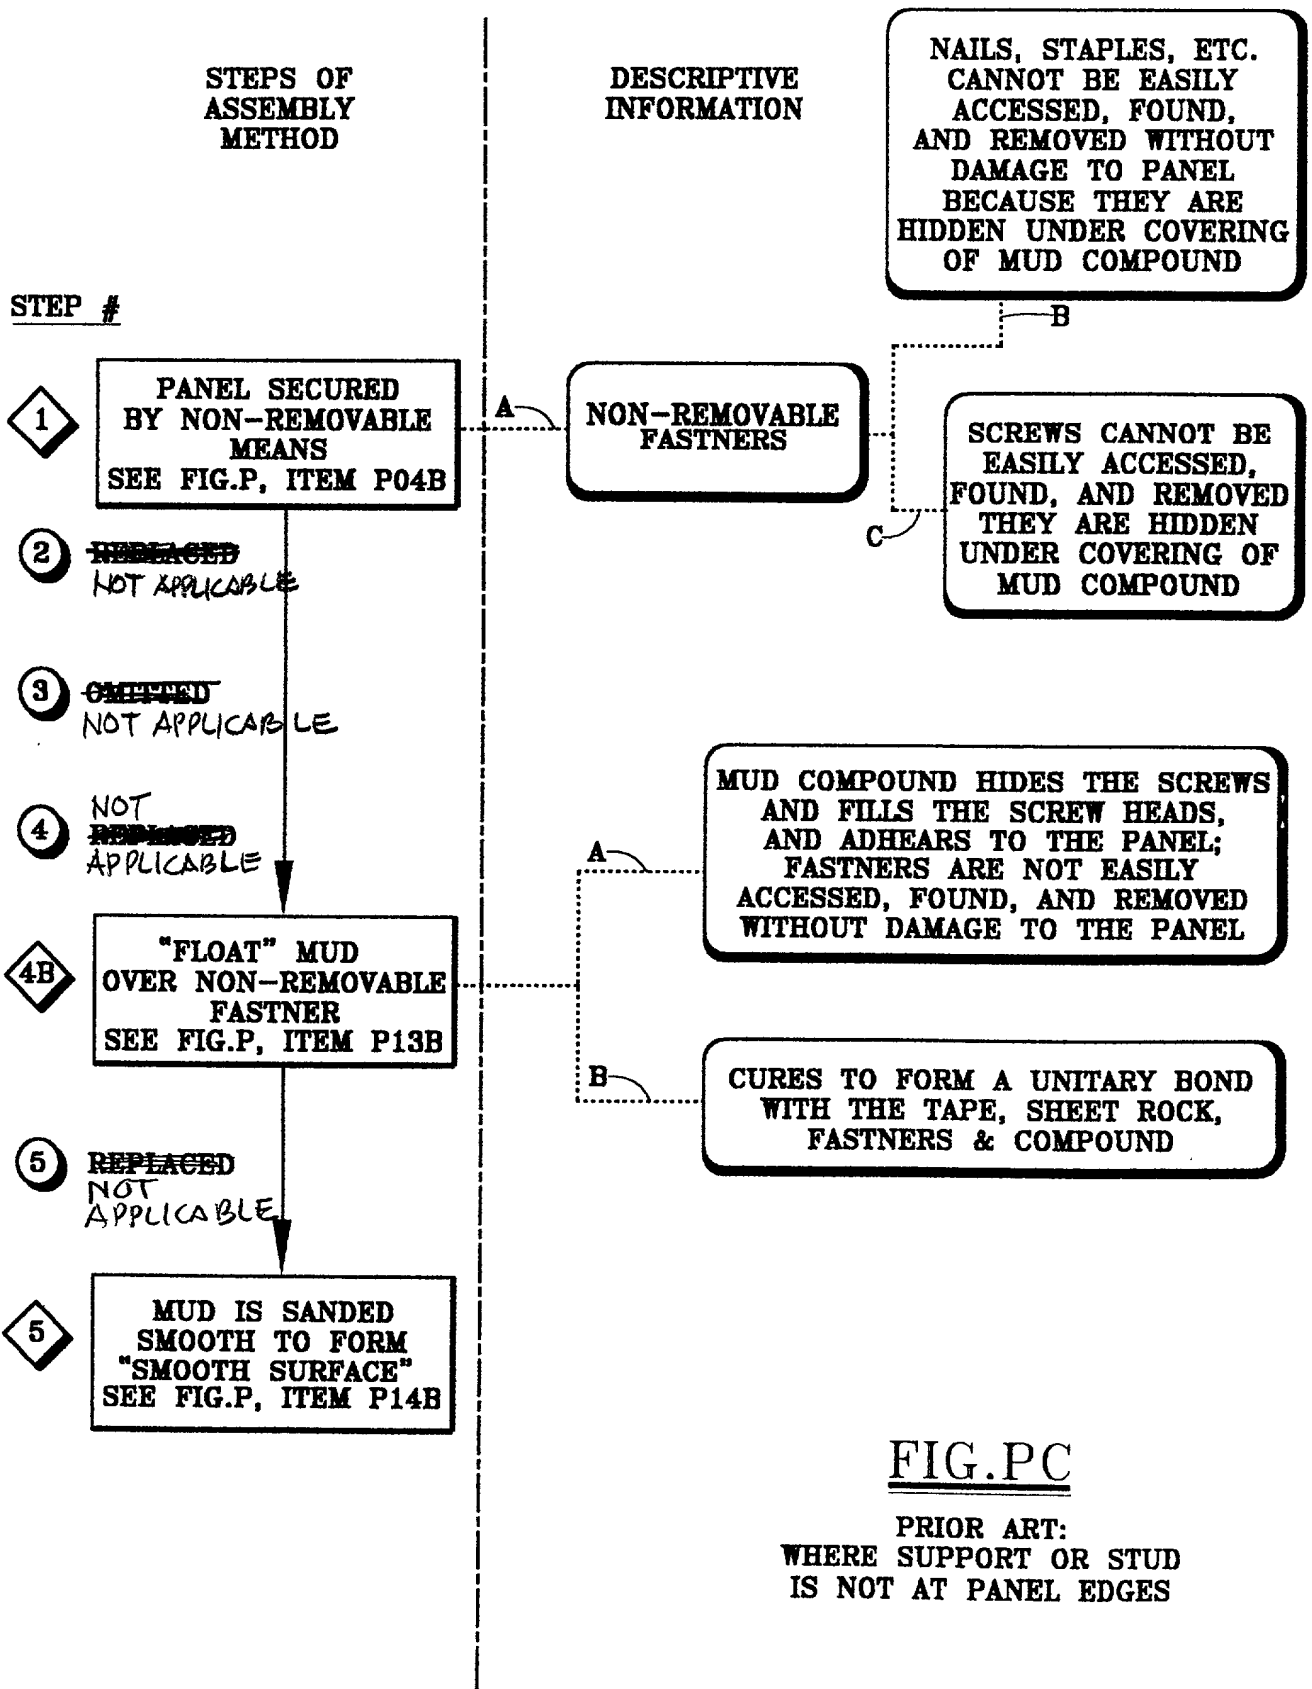 STEPS OF
ASSEMBLY
METHOD
DESCRIPTIVE
INFORMATION
NAILS, STAPLES, ETC.
CANNOT BE EASILY
ACCESSED, FOUND,
AND REMOVED WITHOUT
DAMAGE TO PANEL
BECAUSE THEY ARE
HIDDEN UNDER COVERING
OF MUD COMPOUND
STEP #
B
1
PANEL SECURED
BY NON-REMOVABLE
MEANS
SEE FIG.P, ITEM P04B
A
NON-REMOVABLE
FASTNERS
SCREWS CANNOT BE
EASILY ACCESSED,
FOUND, AND REMOVED
THEY ARE HIDDEN
UNDER COVERING OF
MUD COMPOUND
C
2
REPLACED
NOT APPLICABLE
3
OMITTED
NOT APPLICABLE
4
NOT
REPLACED
APPLICABLE
MUD COMPOUND HIDES THE SCREWS
AND FILLS THE SCREW HEADS,
AND ADHEARS TO THE PANEL;
FASTNERS ARE NOT EASILY
ACCESSED, FOUND, AND REMOVED
WITHOUT DAMAGE TO THE PANEL
A
4B
"FLOAT" MUD
OVER NON-REMOVABLE
FASTNER
SEE FIG.P, ITEM P13B
B
CURES TO FORM A UNITARY BOND
WITH THE TAPE, SHEET ROCK,
FASTNERS & COMPOUND
5
REPLACED
NOT
APPLICABLE
5
MUD IS SANDED
SMOOTH TO FORM
"SMOOTH SURFACE"
SEE FIG.P, ITEM P14B
FIG.PC
PRIOR ART:
WHERE SUPPORT OR STUD
IS NOT AT PANEL EDGES